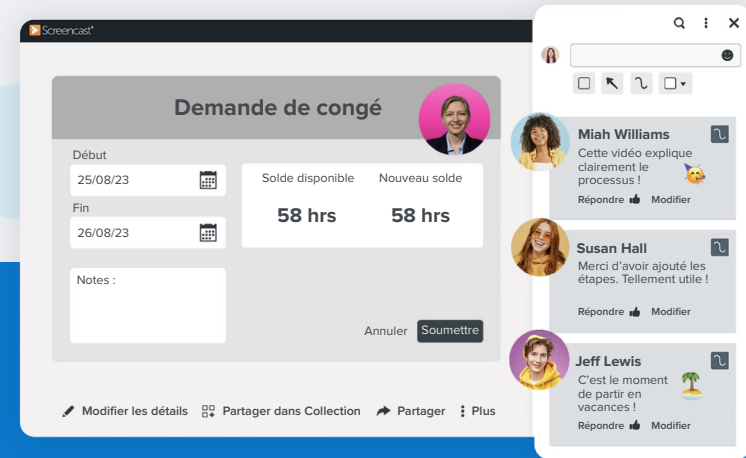 Screencast®
Demande de congé
Début
25/08/23
Fin
26/08/23
Solde disponible Nouveau solde
58 hrs 58 hrs
Notes :
Annuler Soumettre
Modifier les détails Partager dans Collection Partager Plus
Miah Williams
Cette vidéo explique
clairement le
processus !
Répondre Modifier
Susan Hall
Merci d'avoir ajouté les
étapes. Tellement utile !
Répondre Modifier
Jeff Lewis
C'est le moment
de partir en
vacances !
Répondre Modifier